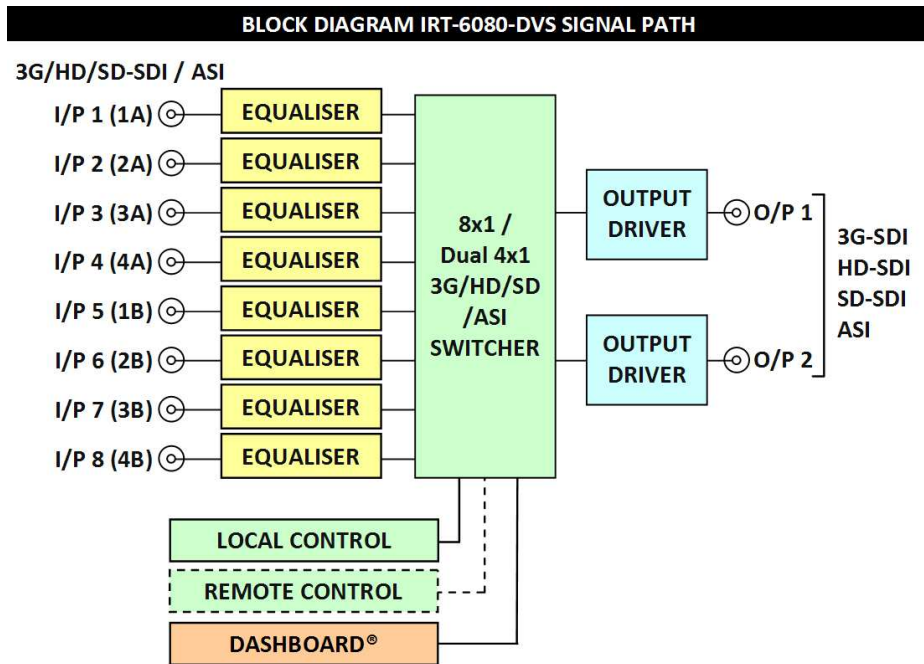 BLOCK DIAGRAM IRT-6080-DVS SIGNAL PATH
3G/HD/SD-SDI / ASI
I/P 1 (1A)
EQUALISER
I/P 2 (2A)
EQUALISER
I/P 3 (3A)
EQUALISER
I/P 4 (4A)
EQUALISER
I/P 5 (1B)
EQUALISER
I/P 6 (2B)
EQUALISER
I/P 7 (3B)
EQUALISER
I/P 8 (4B)
EQUALISER
8x1 /
Dual 4x1
3G/HD/SD
/ASI
SWITCHER
OUTPUT
DRIVER
O/P 1
OUTPUT
DRIVER
O/P 2
3G-SDI
HD-SDI
SD-SDI
ASI
LOCAL CONTROL
REMOTE CONTROL
DASHBOARD®